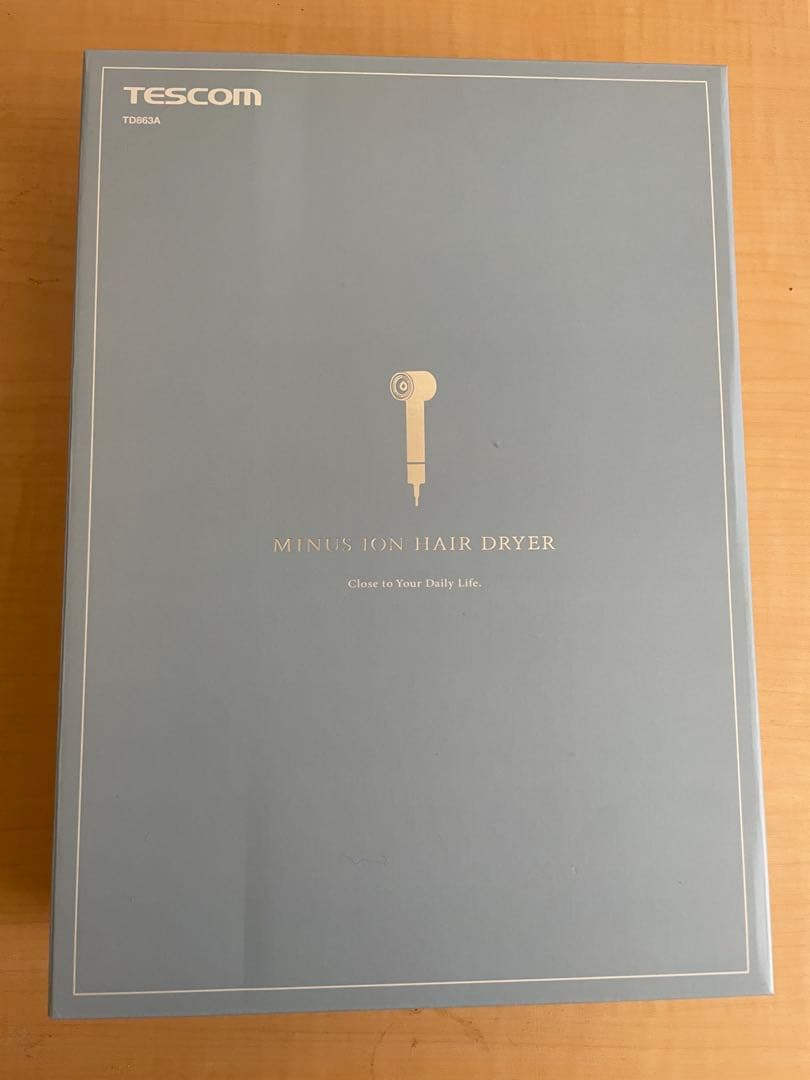 TESCOM
TD863A
MINUS ION HAIR DRYER
Close to Your Daily Life.